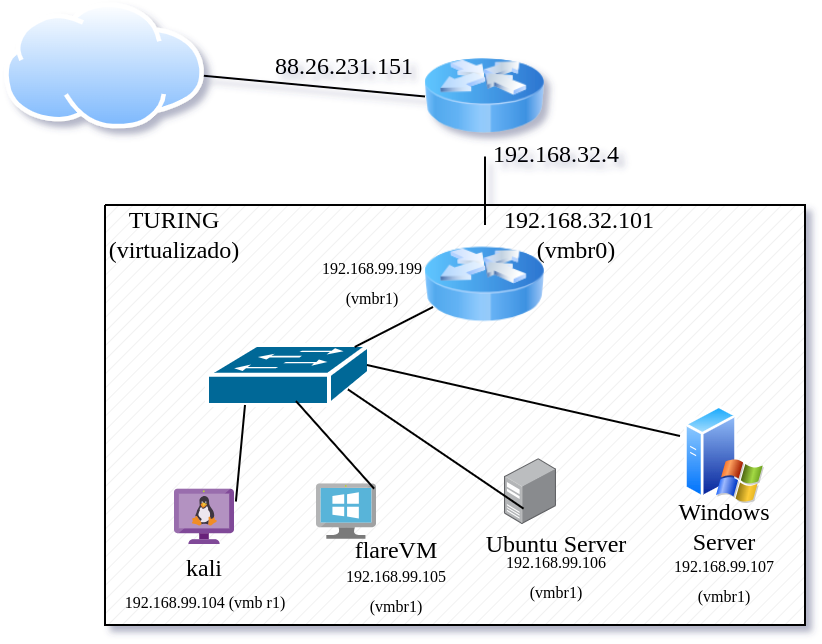 88.26.231.151
192.168.32.4
TURING
(virtualizado)
192.168.32.101
(vmbr0)
192.168.99.199
(vmbr1)
kali
192.168.99.104 (vmb r1)
flareVM
192.168.99.105
(vmbr1)
Ubuntu Server
192.168.99.106
(vmbr1)
Windows
Server
192.168.99.107
(vmbr1)